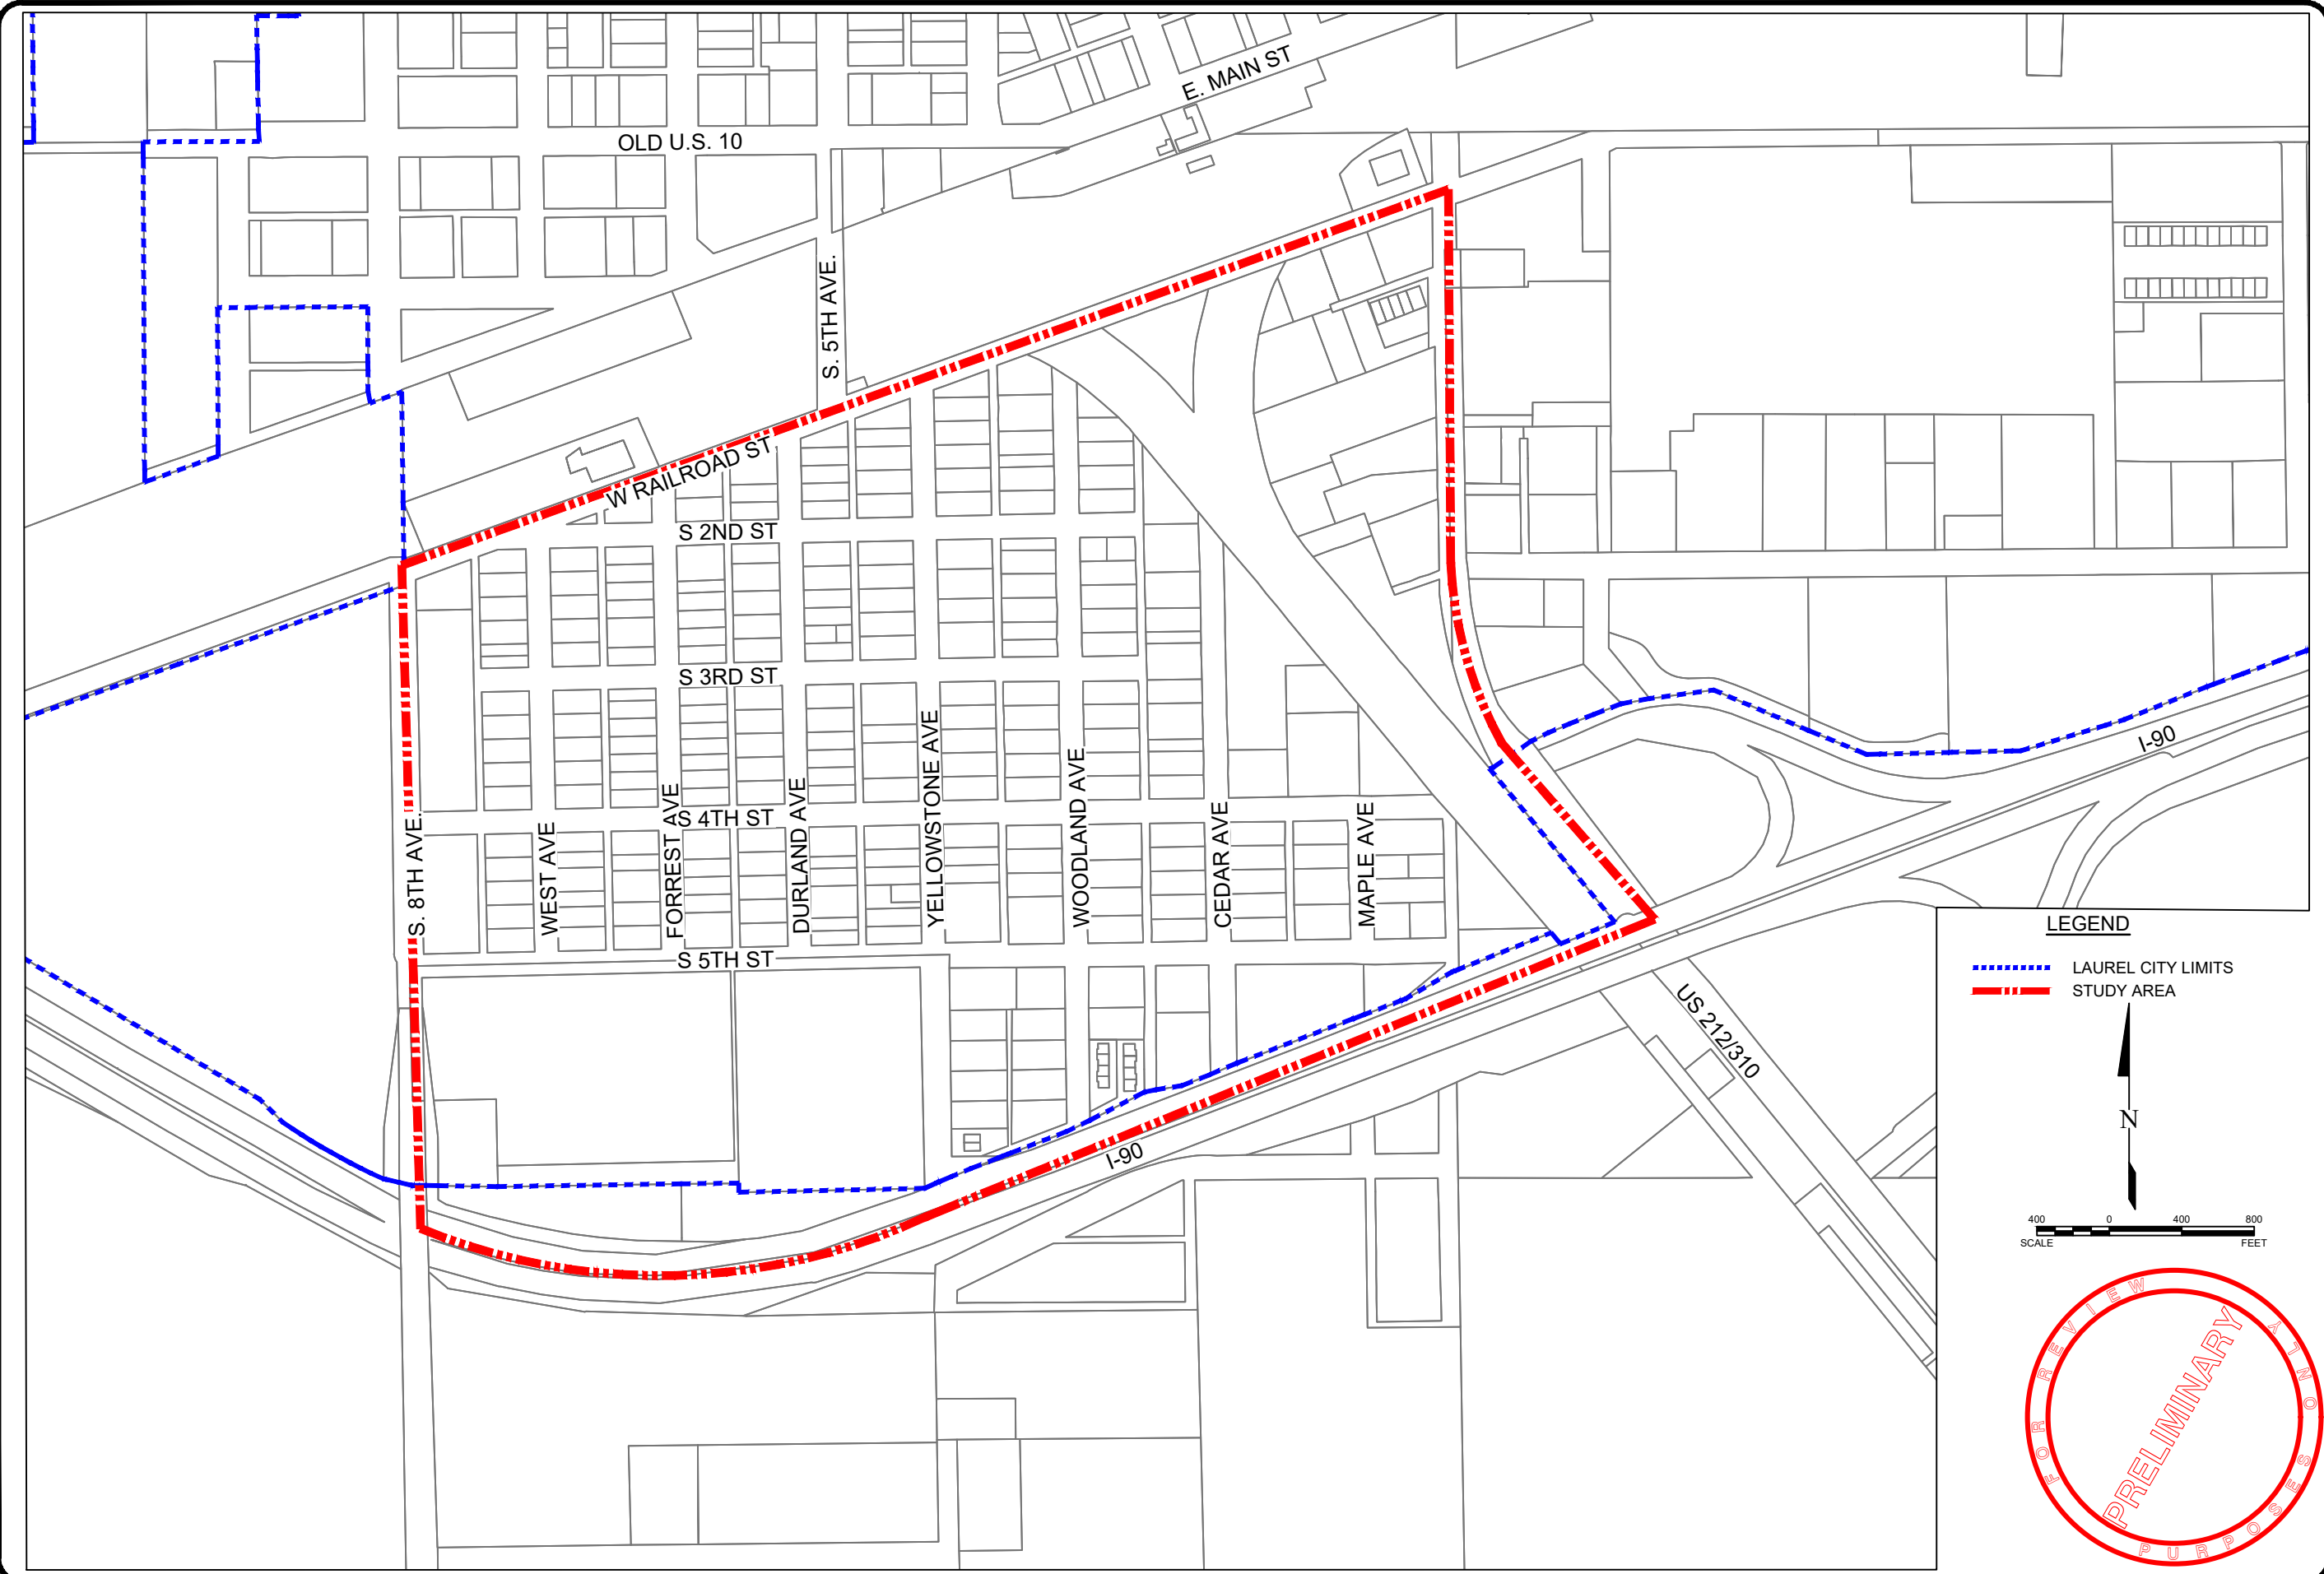 E. MAIN ST
OLD U.S. 10
S. 5TH AVE.
W RAILROAD ST
S 2ND ST
S 3RD ST
S 4TH ST
S 5TH ST
S. 8TH AVE.
WEST AVE
FORREST AVE
DURLAND AVE
YELLOWSTONE AVE
WOODLAND AVE
CEDAR AVE
MAPLE AVE
I-90
I-90
US 212/310
LEGEND
LAUREL CITY LIMITS
STUDY AREA
N
400 0 400 800
SCALE FEET
FOR REVIEW PURPOSES ONLY
PRELIMINARY